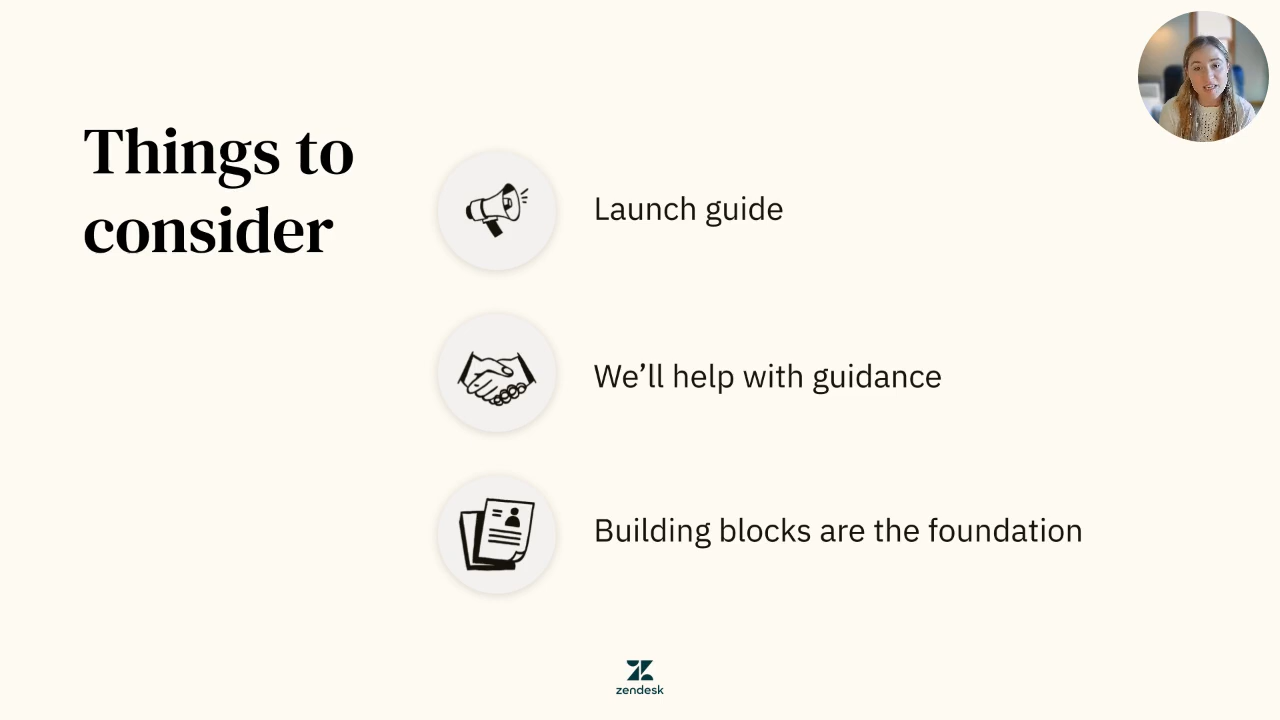 Things to
consider
Launch guide
We’ll help with guidance
Building blocks are the foundation
zendesk